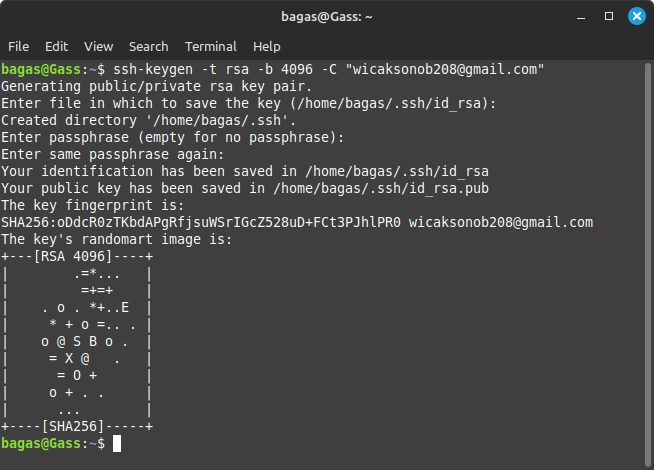 bagas@Gass: ~
File Edit View Search Terminal Help
bagas@Gass:~$ ssh-keygen -t rsa -b 4096 -C "wicaksonob208@gmail.com"
Generating public/private rsa key pair.
Enter file in which to save the key (/home/bagas/.ssh/id_rsa):
Created directory '/home/bagas/.ssh'.
Enter passphrase (empty for no passphrase):
Enter same passphrase again:
Your identification has been saved in /home/bagas/.ssh/id_rsa
Your public key has been saved in /home/bagas/.ssh/id_rsa.pub
The key fingerprint is:
SHA256:oDdcR0zTKbdAPgRfjsuWSrIGcZ528uD+FCt3PJhlPR0 wicaksonob208@gmail.com
The key's randomart image is:
+---[RSA 4096]----+
|        .=*...   |
|         =+=+    |
|    . o . *+..E  |
|     * + o =.. . |
|    o @ S B o .  |
|     = X @   .   |
|      = O +      |
|     o + . .     |
|      ...        |
+----[SHA256]-----+
bagas@Gass:~$